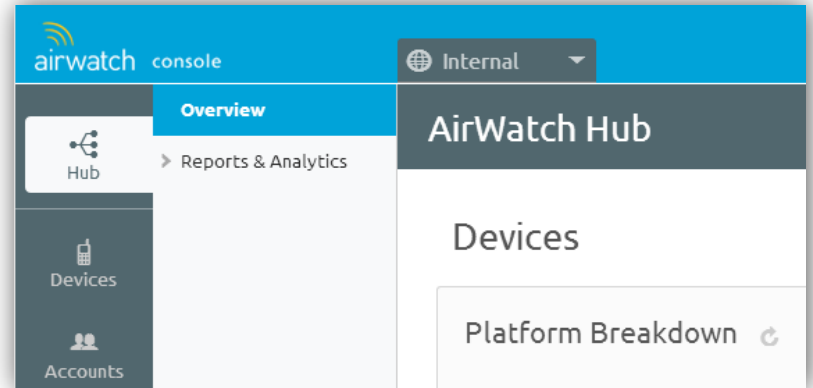 airwatch console
Internal
Hub
Devices
Accounts
Overview
Reports & Analytics
AirWatch Hub
Devices
Platform Breakdown